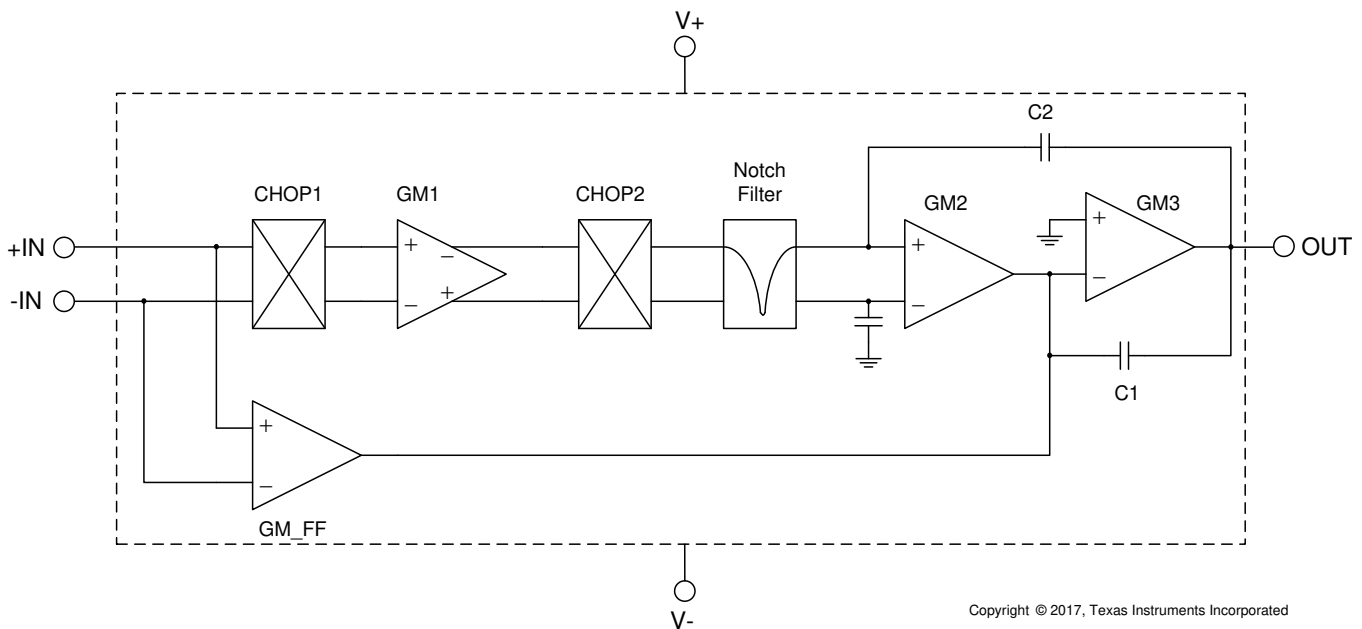 V+
C2
Notch
Filter
CHOP1
GM1
CHOP2
GM2
GM3
+IN
+
−
+
+
−
OUT
-IN
−
+
−
−
C1
+
−
GM_FF
V-
Copyright © 2017, Texas Instruments Incorporated